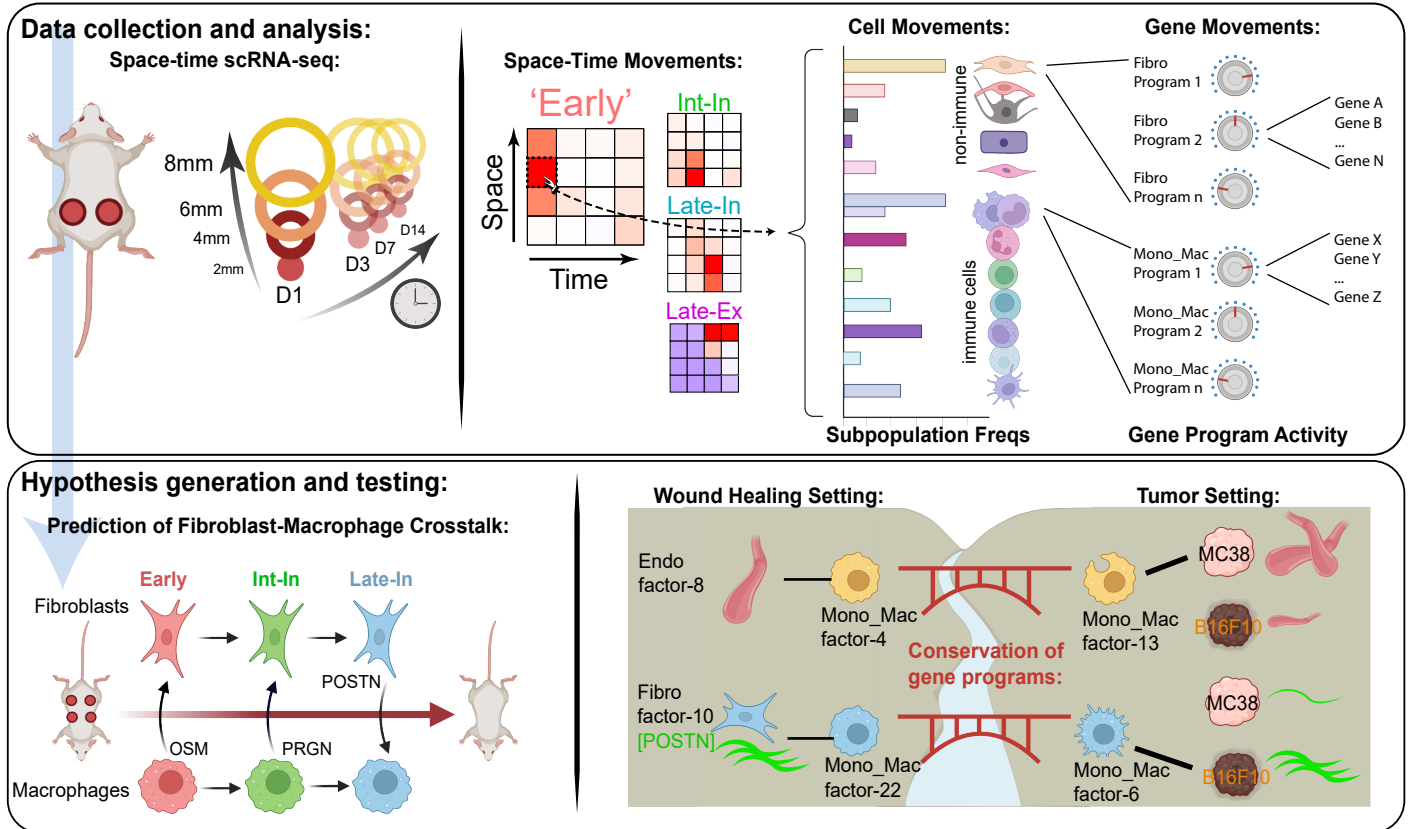 Data collection and analysis:
Space-time scRNA-seq:
8mm
6mm
4mm
2mm
D1
D3
D7
D14
Space-Time Movements:
'Early'
Space
Time
Int-In
Late-In
Late-Ex
Cell Movements:
non-immune
immune cells
Subpopulation Freqs
Gene Movements:
Fibro
Program 1
Fibro
Program 2
Fibro
Program n
Mono_Mac
Program 1
Mono_Mac
Program 2
Mono_Mac
Program n
Gene A
Gene B
...
Gene N
Gene X
Gene Y
...
Gene Z
Gene Program Activity
Hypothesis generation and testing:
Prediction of Fibroblast-Macrophage Crosstalk:
Early
Int-In
Late-In
Fibroblasts
POSTN
OSM
PRGN
Macrophages
Wound Healing Setting:
Tumor Setting:
Endo
factor-8
Mono_Mac
factor-4
Mono_Mac
factor-13
MC38
B16F10
Conservation of
gene programs:
Fibro
factor-10
[POSTN]
Mono_Mac
factor-22
Mono_Mac
factor-6
MC38
B16F10